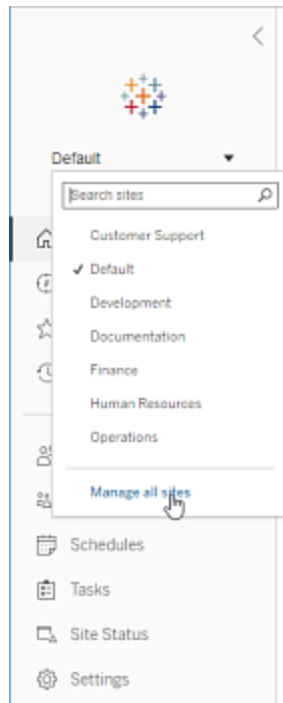 Default
Search sites
Customer Support
Default
Development
Documentation
Finance
Human Resources
Operations
Manage all sites
Schedules
Tasks
Site Status
Settings